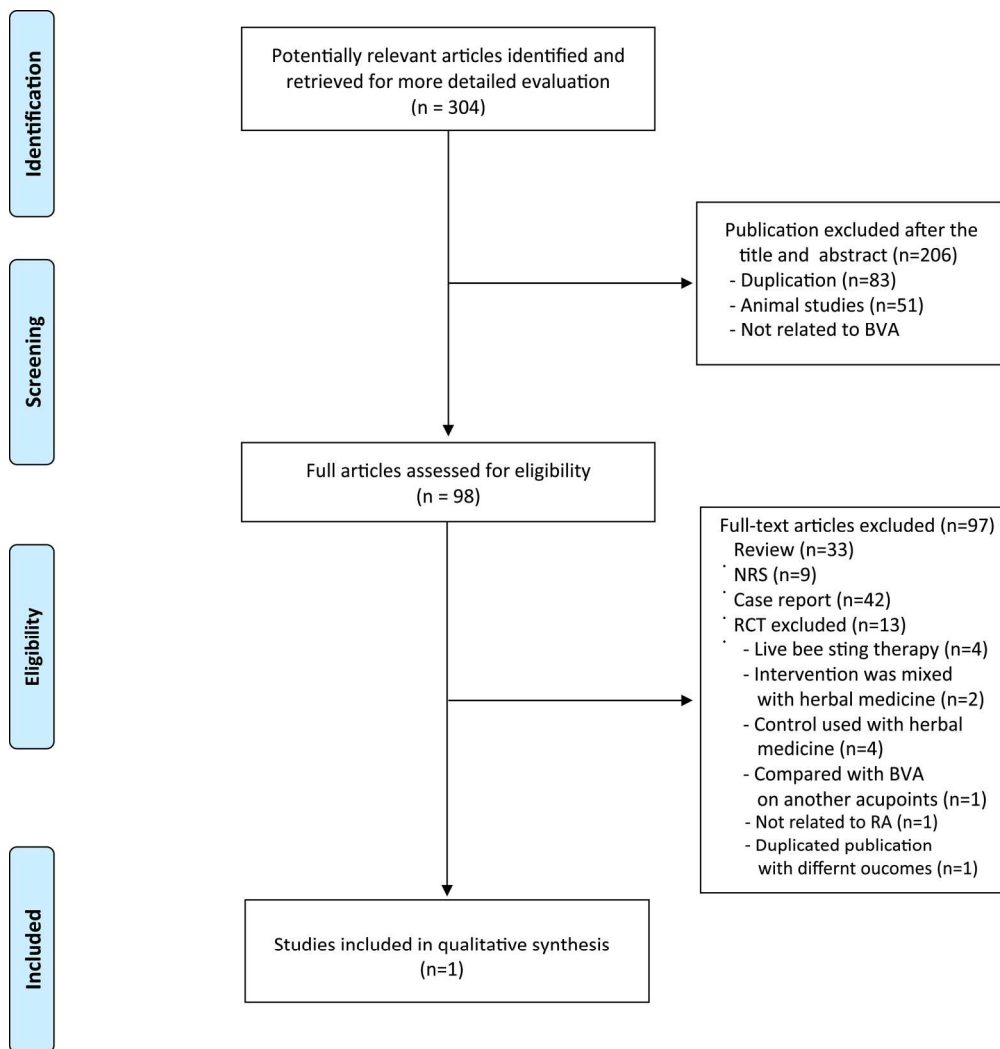 Identification
Potentially relevant articles identified and
retrieved for more detailed evaluation
(n = 304)
Publication excluded after the
title and abstract (n=206)
- Duplication (n=83)
- Animal studies (n=51)
- Not related to BVA
Screening
Full articles assessed for eligibility
(n = 98)
Eligibility
Full-text articles excluded (n=97)
Review (n=33)
· NRS (n=9)
· Case report (n=42)
· RCT excluded (n=13)
· - Live bee sting therapy (n=4)
- Intervention was mixed
with herbal medicine (n=2)
- Control used with herbal
medicine (n=4)
- Compared with BVA
on another acupoints (n=1)
- Not related to RA (n=1)
- Duplicated publication
with differnt oucomes (n=1)
Included
Studies included in qualitative synthesis
(n=1)